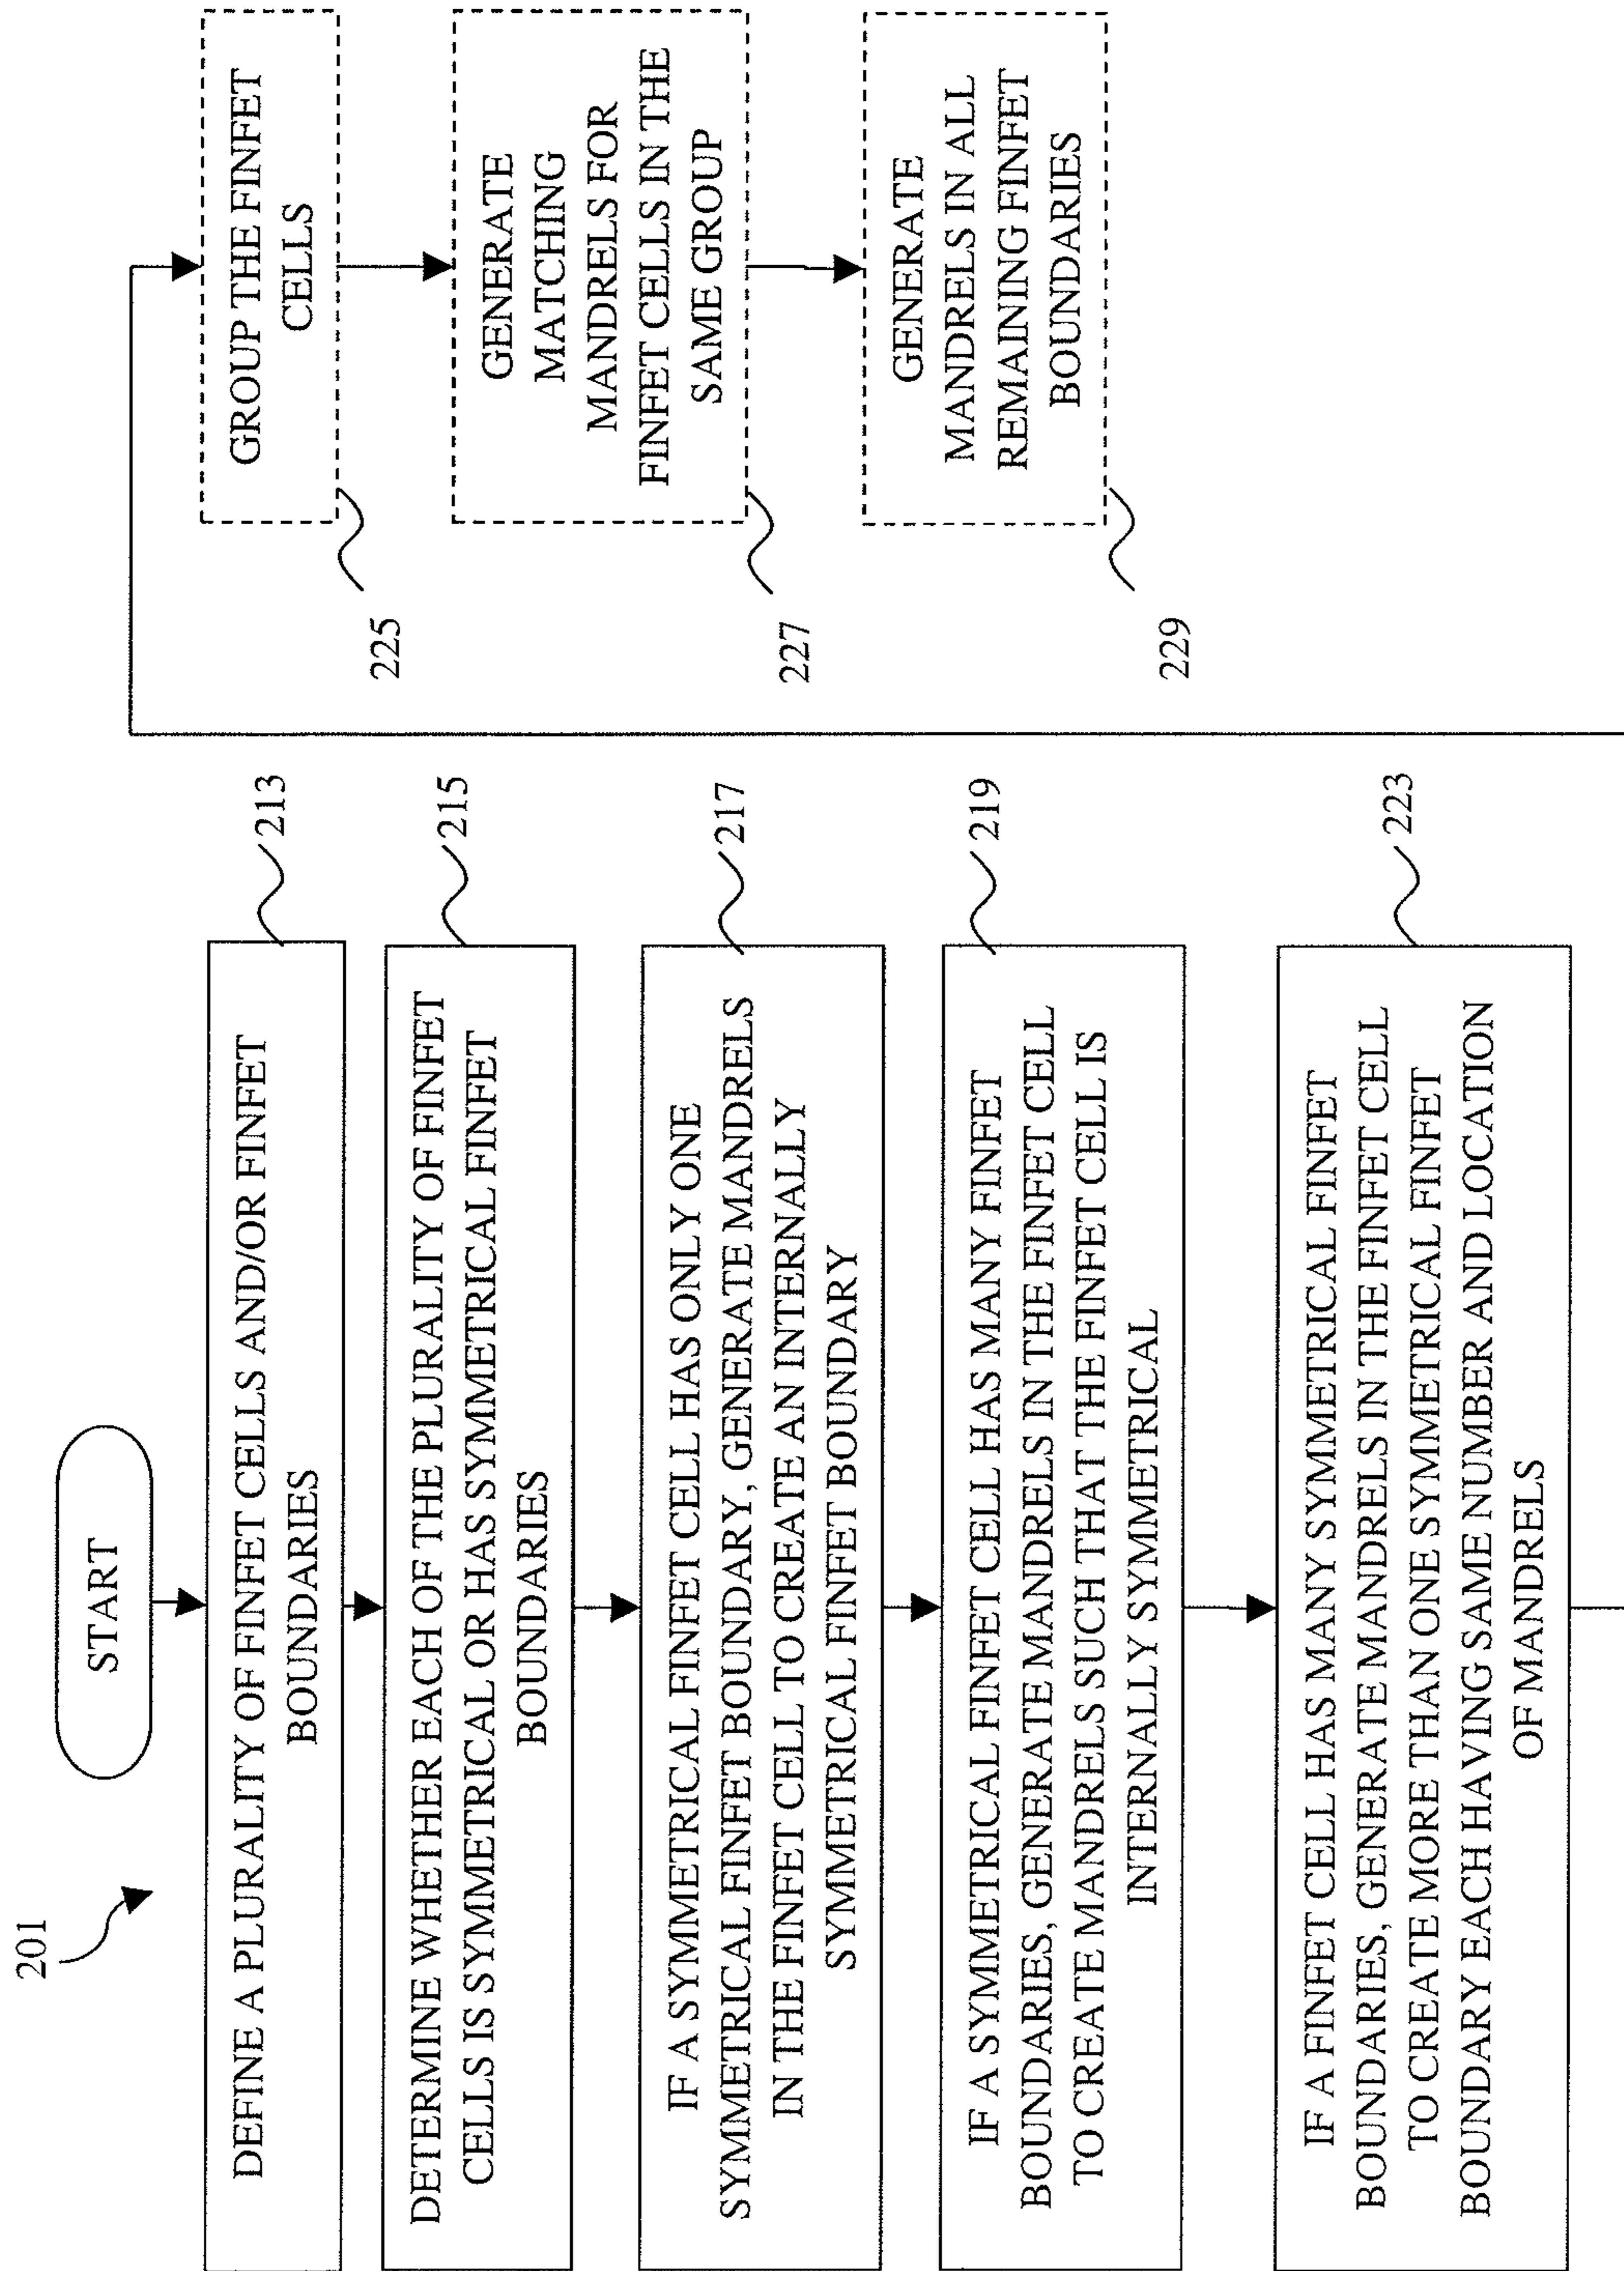 201
START
DEFINE A PLURALITY OF FINFET CELLS AND/OR FINFET
BOUNDARIES
213
DETERMINE WHETHER EACH OF THE PLURALITY OF FINFET
CELLS IS SYMMETRICAL OR HAS SYMMETRICAL FINFET
BOUNDARIES
215
IF A SYMMETRICAL FINFET CELL HAS ONLY ONE
SYMMETRICAL FINFET BOUNDARY, GENERATE MANDRELS
IN THE FINFET CELL TO CREATE AN INTERNALLY
SYMMETRICAL FINFET BOUNDARY
217
IF A SYMMETRICAL FINFET CELL HAS MANY FINFET
BOUNDARIES, GENERATE MANDRELS IN THE FINFET CELL
TO CREATE MANDRELS SUCH THAT THE FINFET CELL IS
INTERNALLY SYMMETRICAL
219
IF A FINFET CELL HAS MANY SYMMETRICAL FINFET
BOUNDARIES, GENERATE MANDRELS IN THE FINFET CELL
TO CREATE MORE THAN ONE SYMMETRICAL FINFET
BOUNDARY EACH HAVING SAME NUMBER AND LOCATION
OF MANDRELS
223
GROUP THE FINFET
CELLS
225
GENERATE
MATCHING
MANDRELS FOR
FINFET CELLS IN THE
SAME GROUP
227
GENERATE
MANDRELS IN ALL
REMAINING FINFET
BOUNDARIES
229